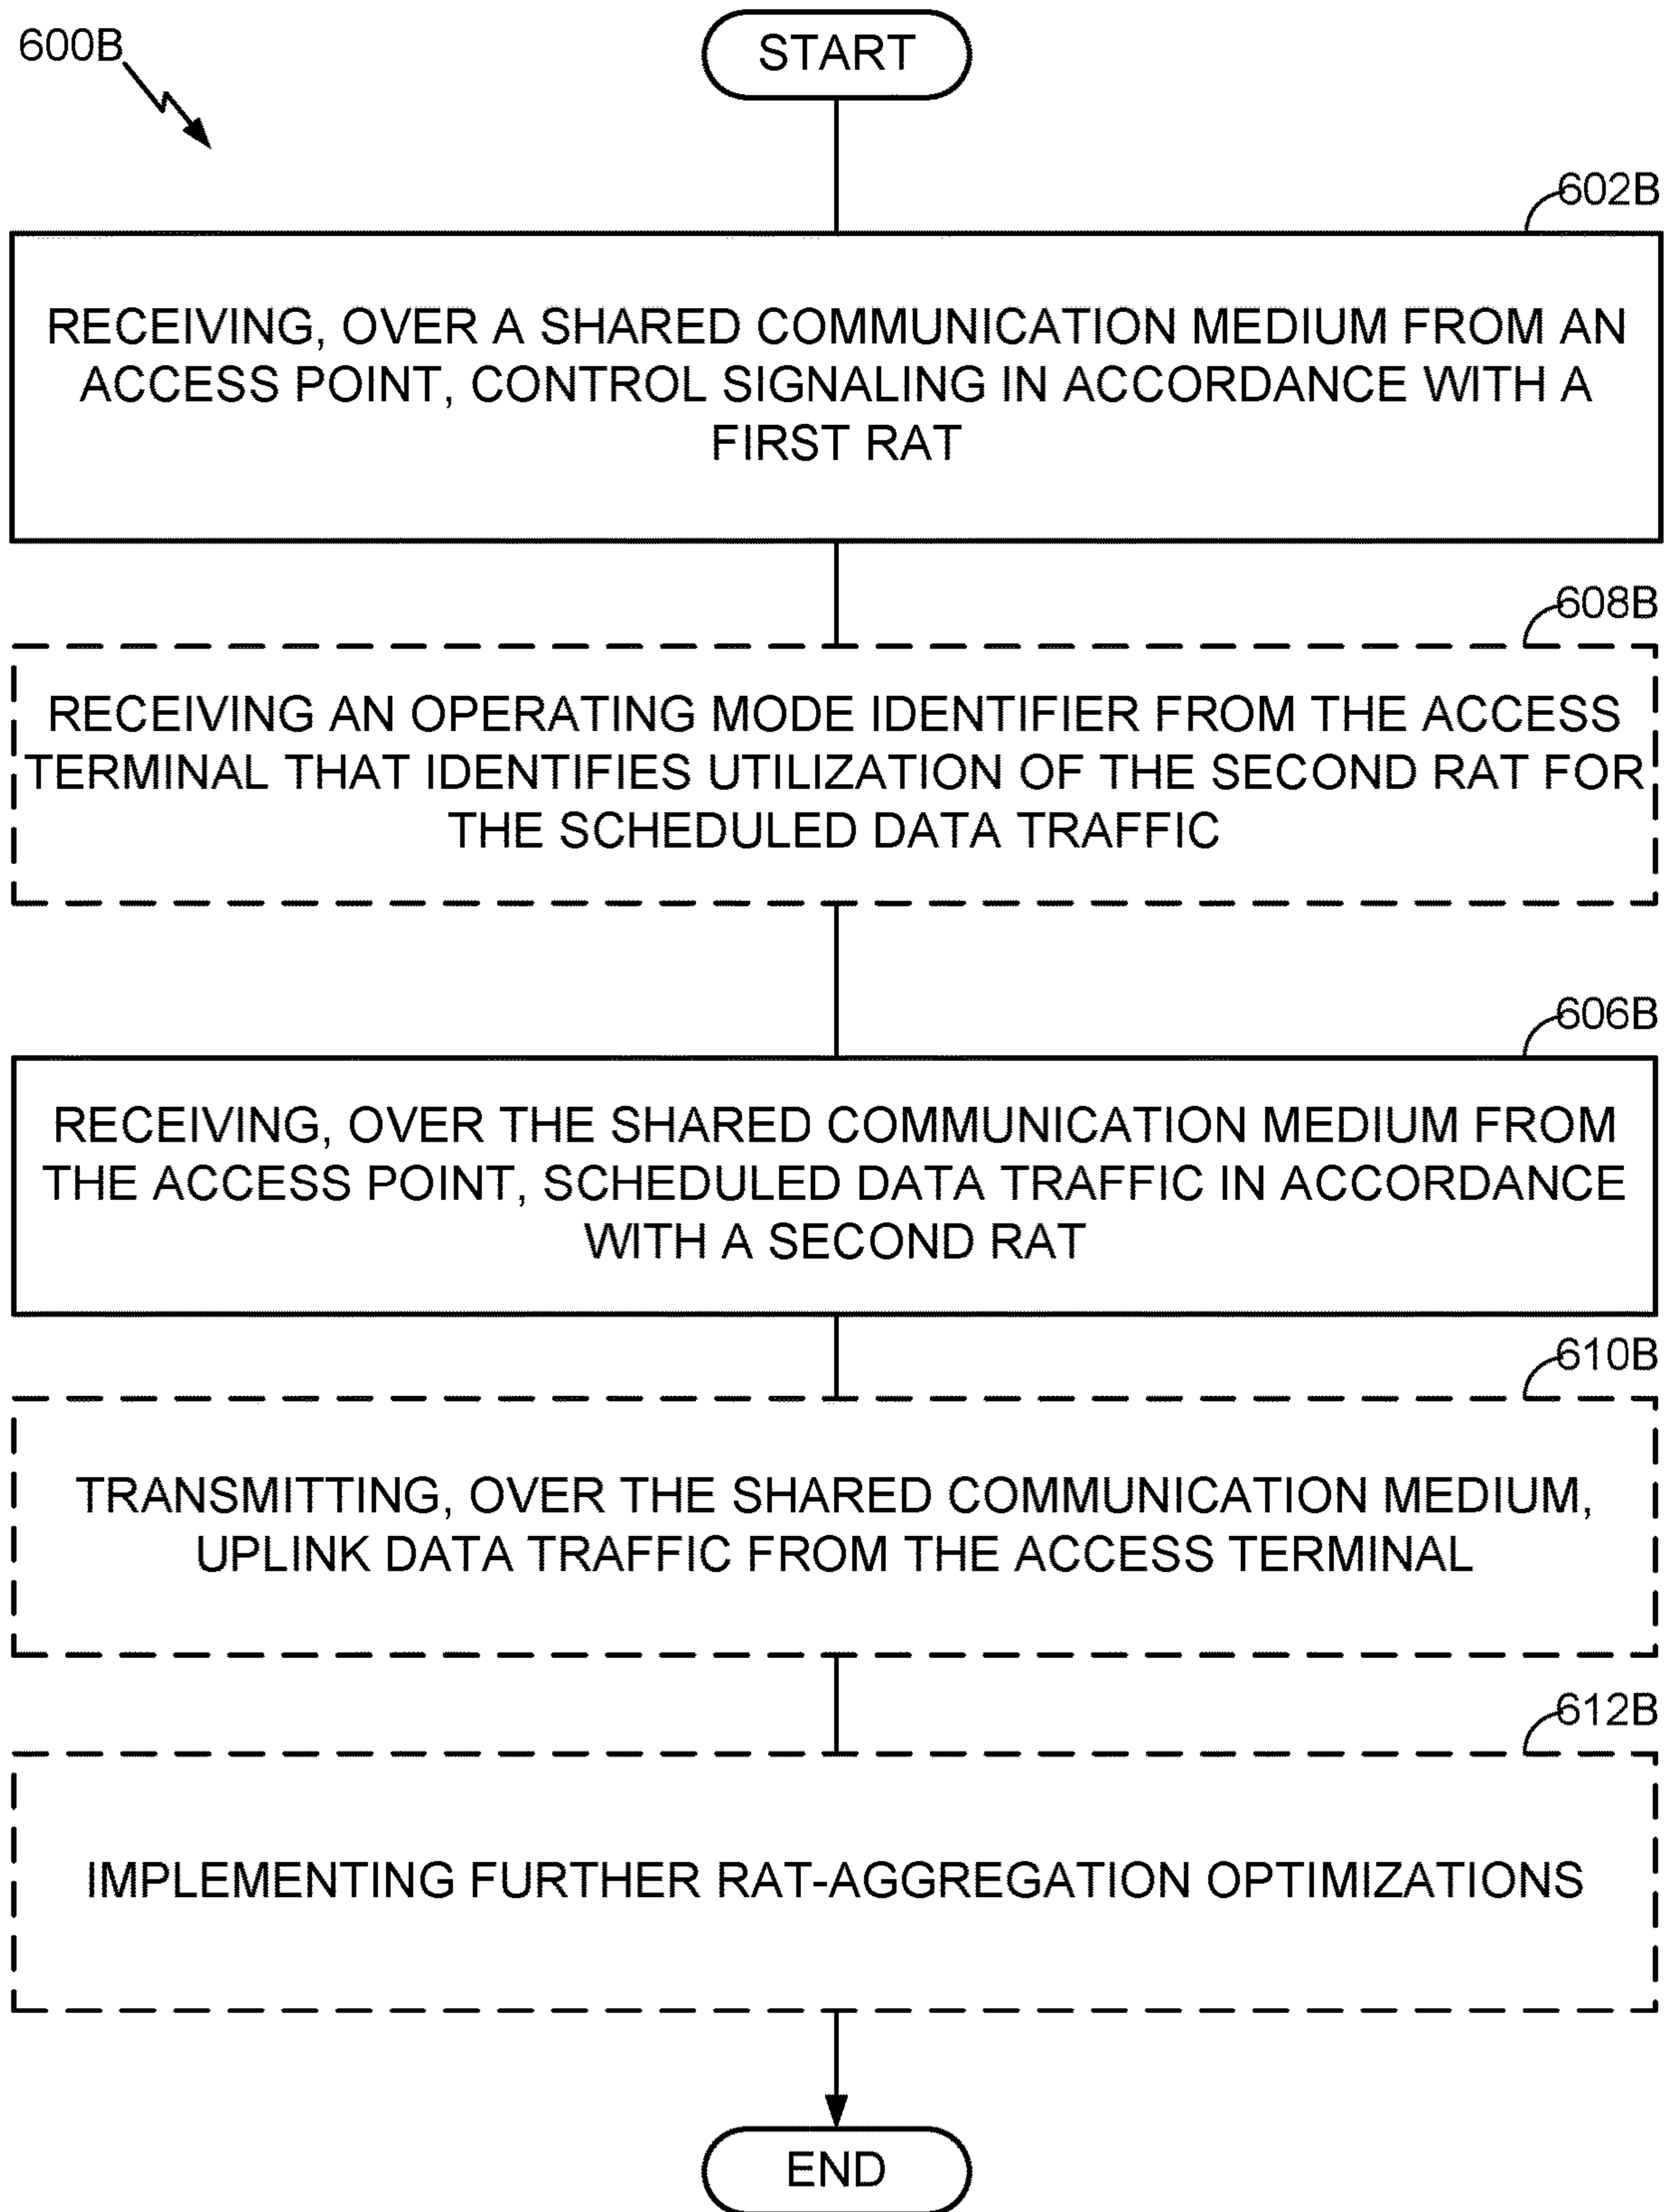 600B
START
602B
RECEIVING, OVER A SHARED COMMUNICATION MEDIUM FROM AN
ACCESS POINT, CONTROL SIGNALING IN ACCORDANCE WITH A
FIRST RAT
608B
RECEIVING AN OPERATING MODE IDENTIFIER FROM THE ACCESS
TERMINAL THAT IDENTIFIES UTILIZATION OF THE SECOND RAT FOR
THE SCHEDULED DATA TRAFFIC
606B
RECEIVING, OVER THE SHARED COMMUNICATION MEDIUM FROM
THE ACCESS POINT, SCHEDULED DATA TRAFFIC IN ACCORDANCE
WITH A SECOND RAT
610B
TRANSMITTING, OVER THE SHARED COMMUNICATION MEDIUM,
UPLINK DATA TRAFFIC FROM THE ACCESS TERMINAL
612B
IMPLEMENTING FURTHER RAT-AGGREGATION OPTIMIZATIONS
END